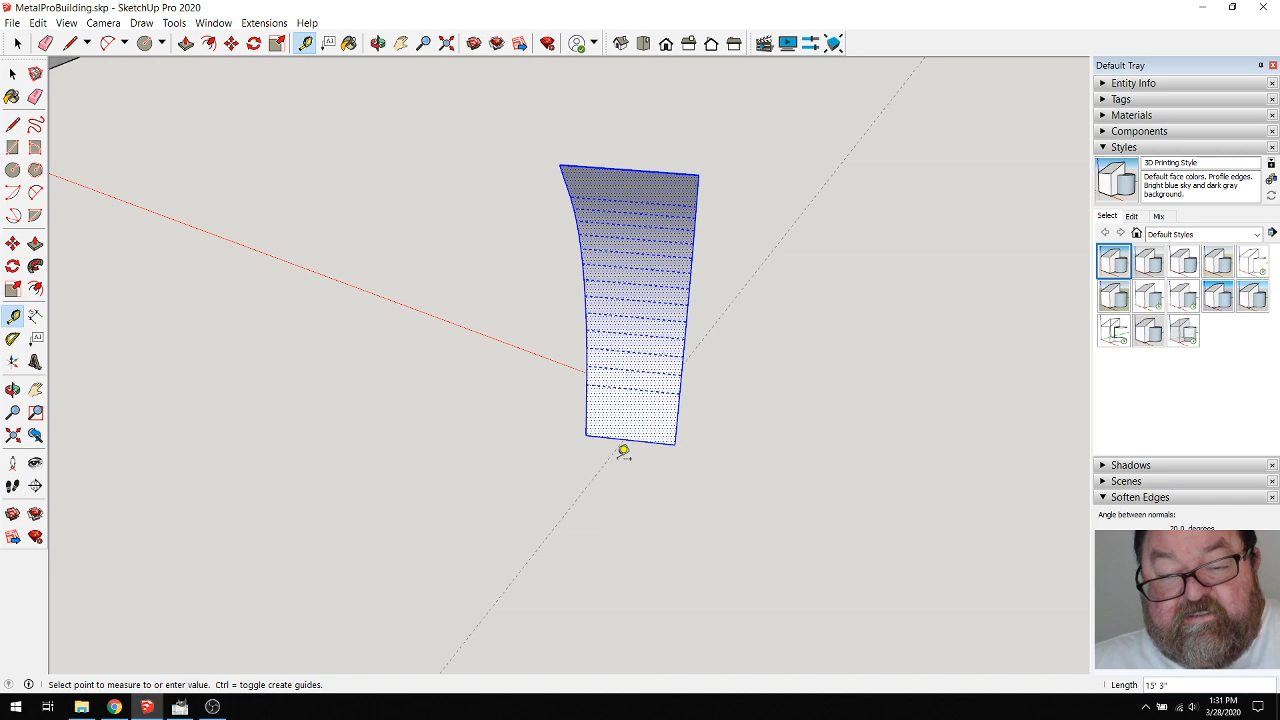 MetalProBuilding.skp - SketchUp Pro 2020
File Edit View Camera Draw Tools Window Extensions Help
Default Tray
Entity Info
Tags
Materials
Components
Styles
3D Printing Style
Default face colors. Profile edges.
Bright blue sky and dark gray
background.
Select Edit Mix
Default Styles
Shadows
Scenes
Soften Edges
Angle between normals:
20.0 degrees
Select point to measure to or enter value. Ctrl = toggle create guides.
Length 15' 3"
1:31 PM
3/28/2020